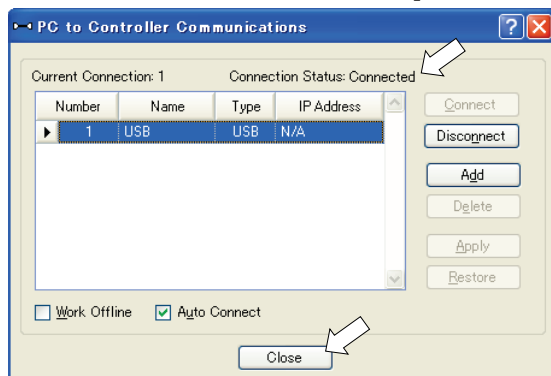 PC to Controller Communications
Current Connection: 1 Connection Status: Connected
Number Name Type IP Address Connect
1 USB USB N/A Disconnect
Add
Delete
Apply
Restore
Work Offline Auto Connect
Close